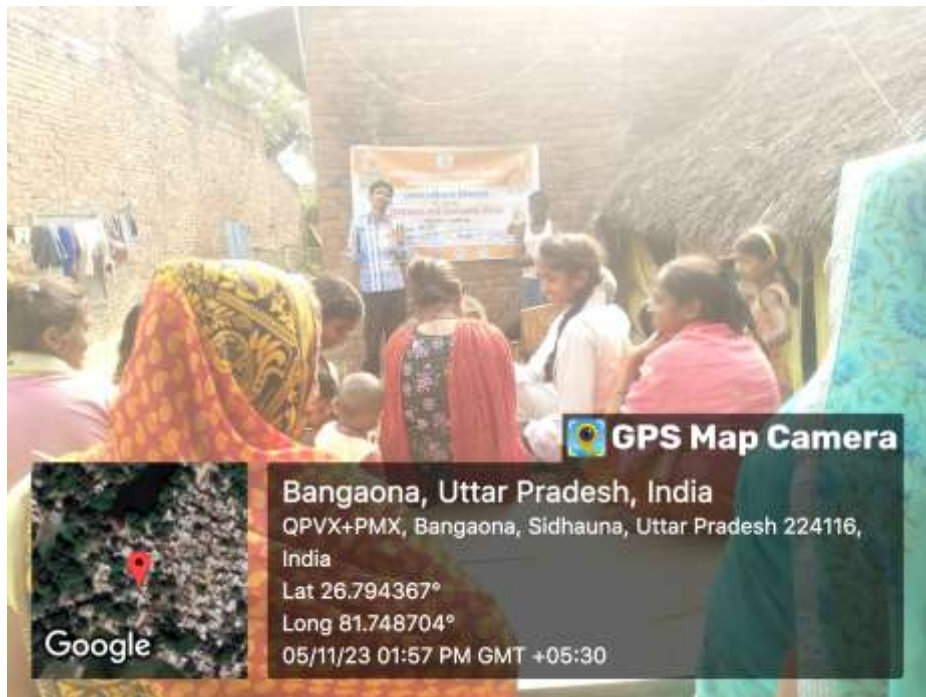 GPS Map Camera
Bangaona, Uttar Pradesh, India
QPVX+PMX, Bangaona, Sidhauna, Uttar Pradesh 224116,
India
Lat 26.794367°
Long 81.748704°
05/11/23 01:57 PM GMT +05:30
Google